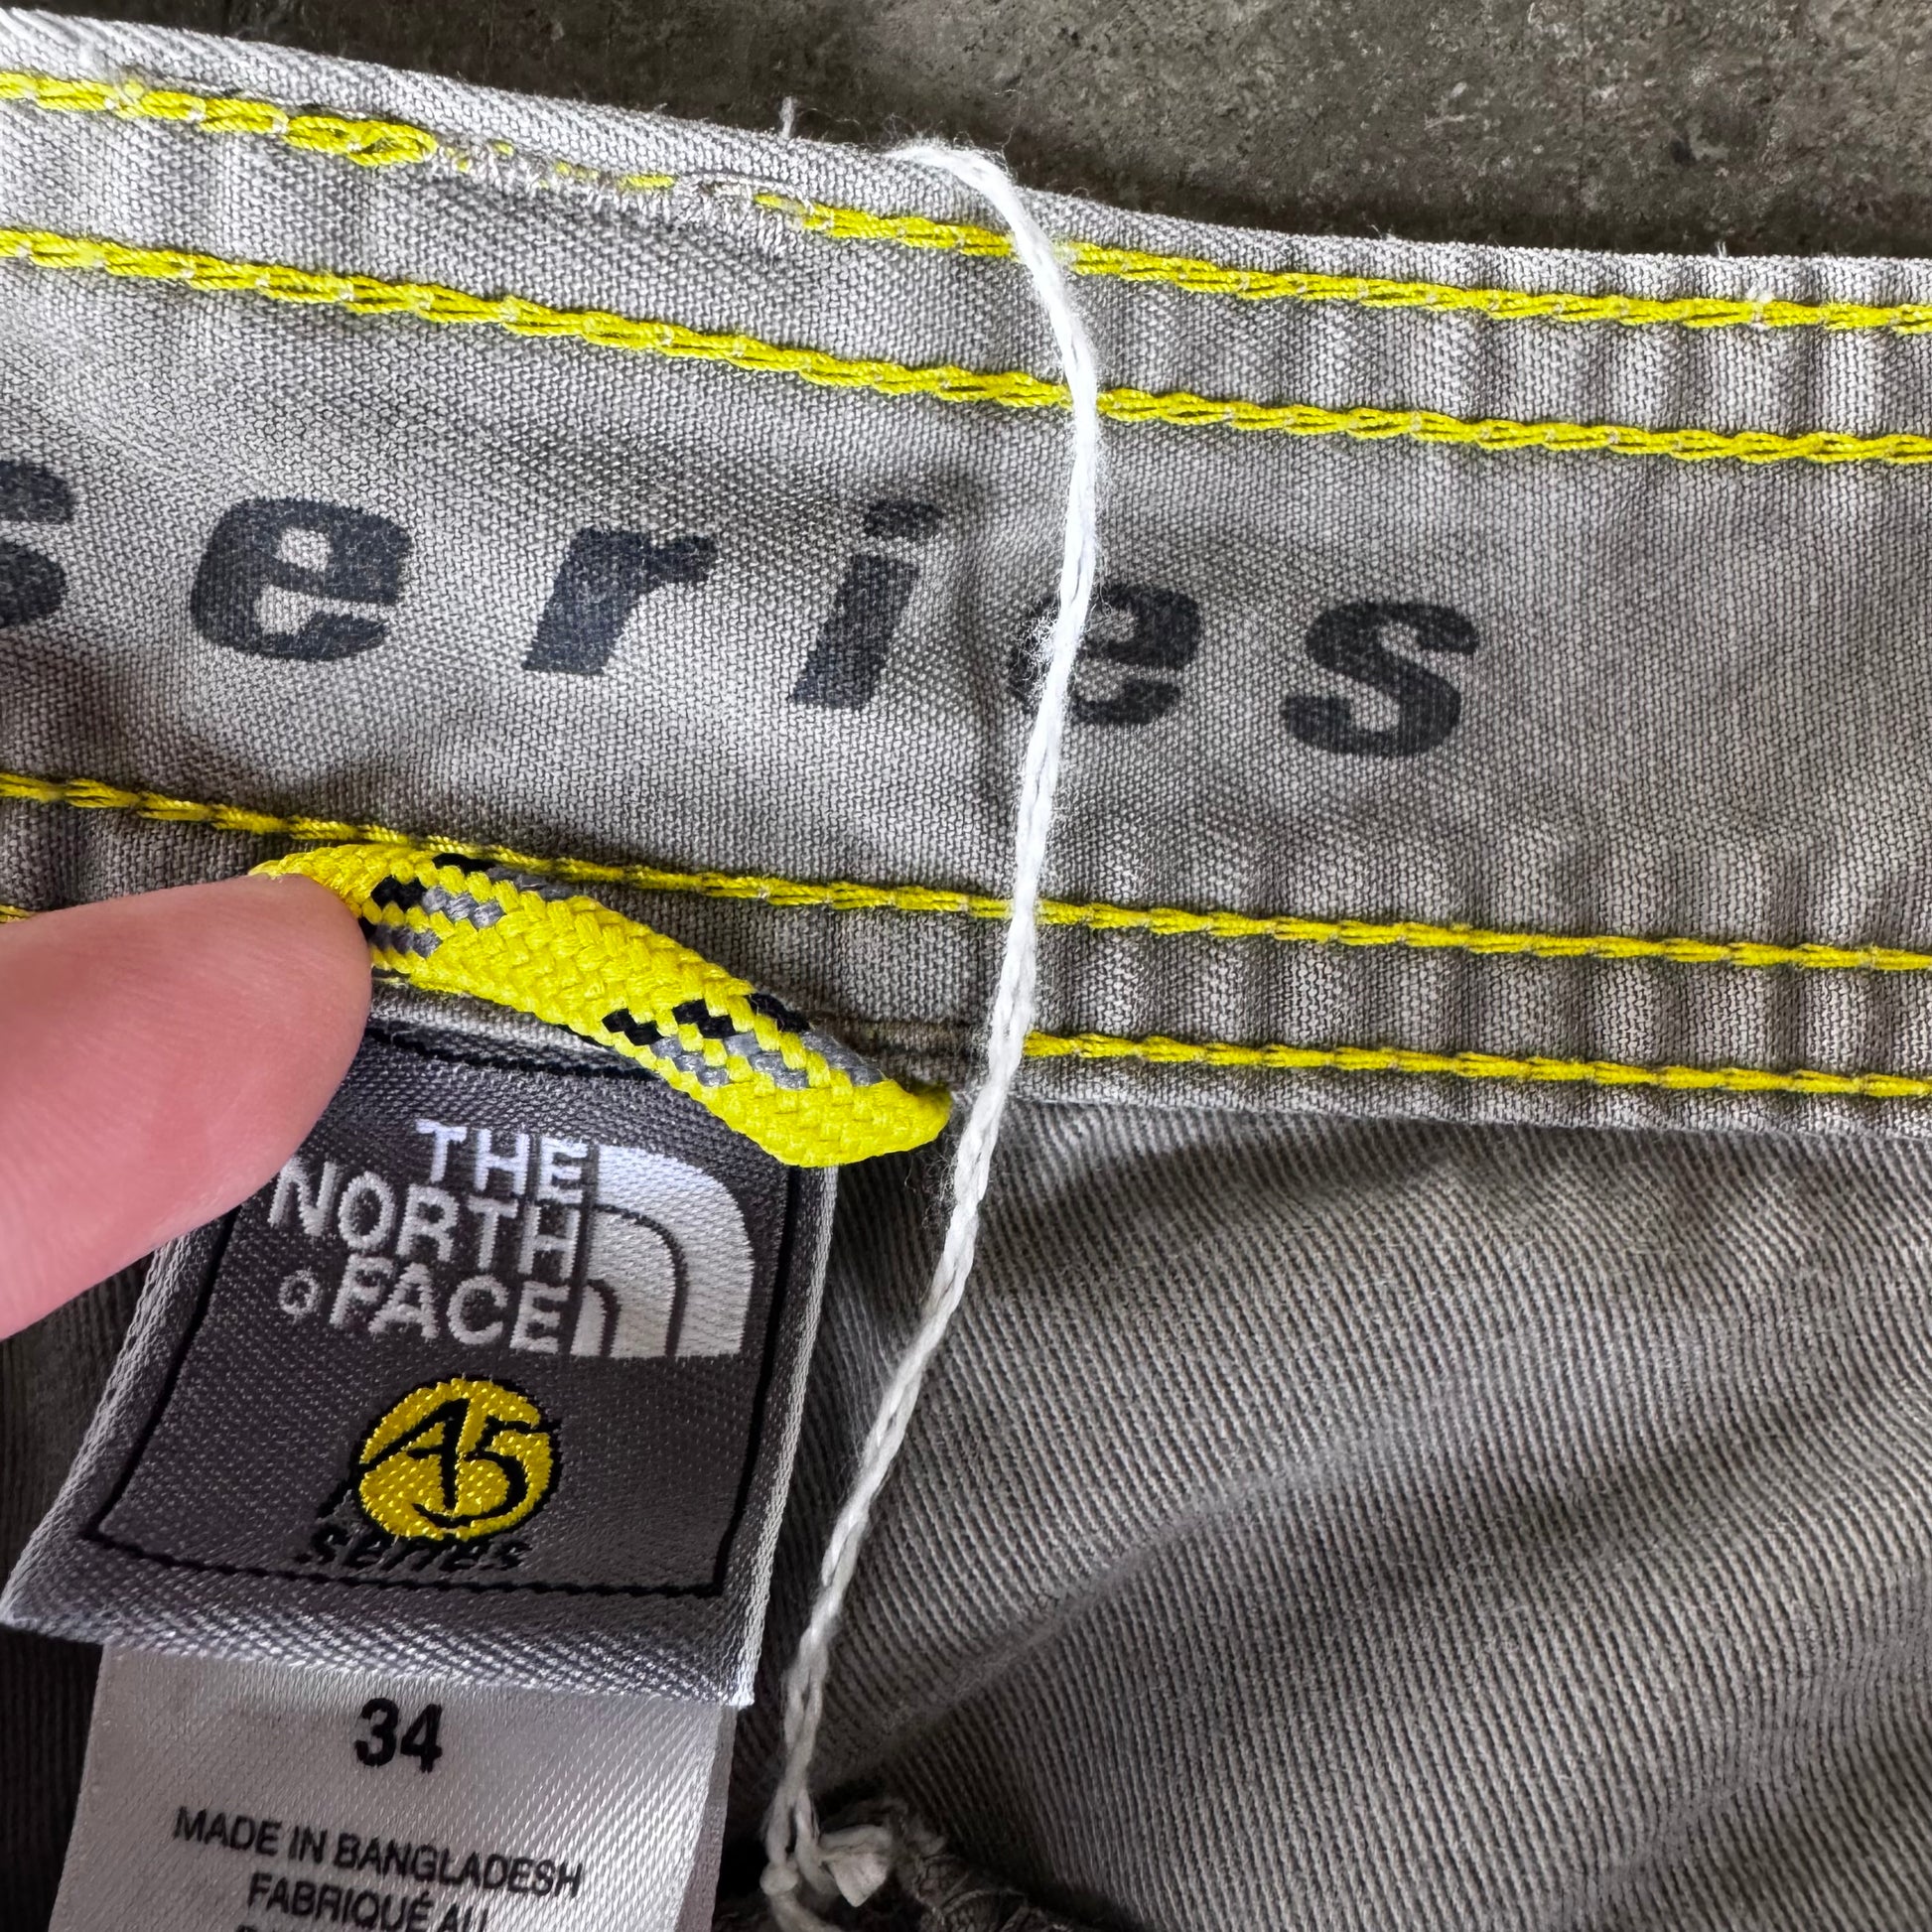 series
THE
NORTH
FACE
A5
series
34
MADE IN BANGLADESH
FABRIQUÉ AU